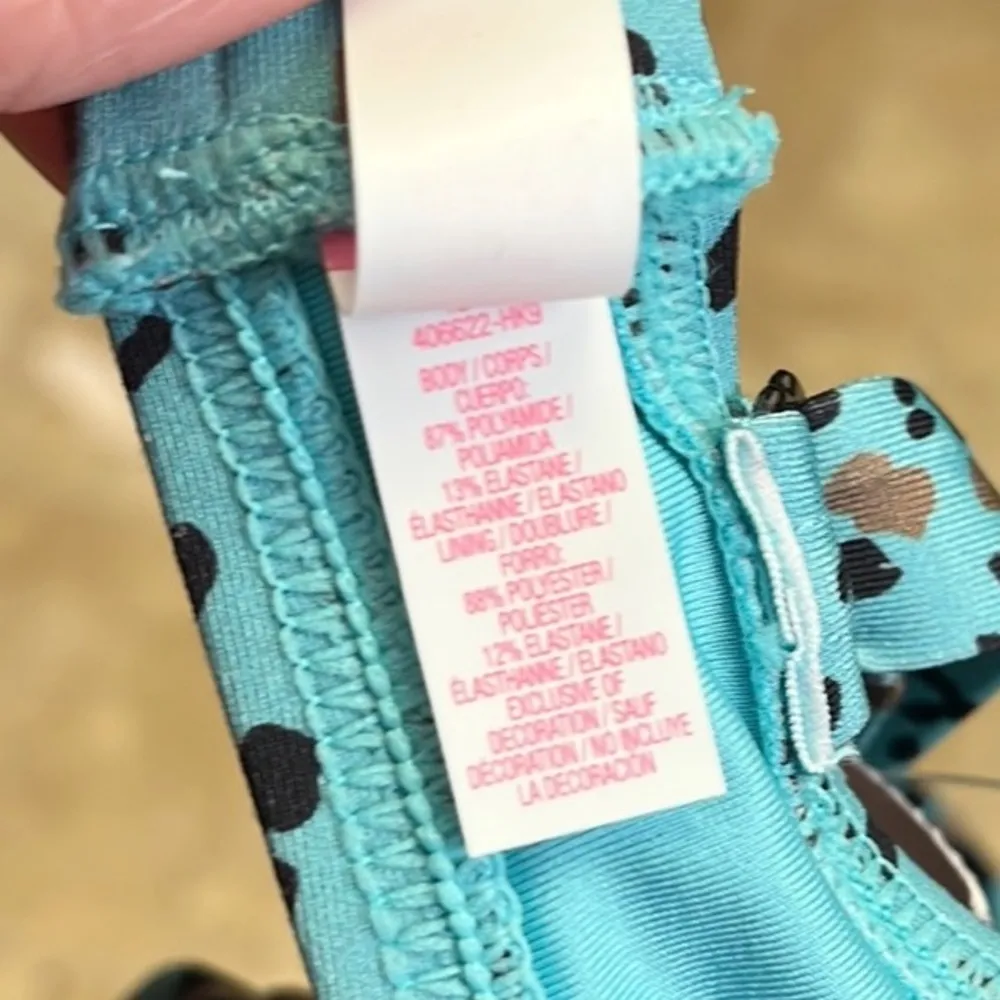 406622-HK9
BODY / CORPS /
CUERPO:
87% POLYAMIDE /
POLIAMIDA
13% ELASTANE /
ÉLASTHANNE / ELASTANO
LINING / DOUBLURE /
FORRO:
88% POLYESTER /
POLIÉSTER
12% ELASTANE /
ÉLASTHANNE / ELASTANO
EXCLUSIVE OF
DECORATION / SAUF
DÉCORATION / NO INCLUYE
LA DECORACIÓN